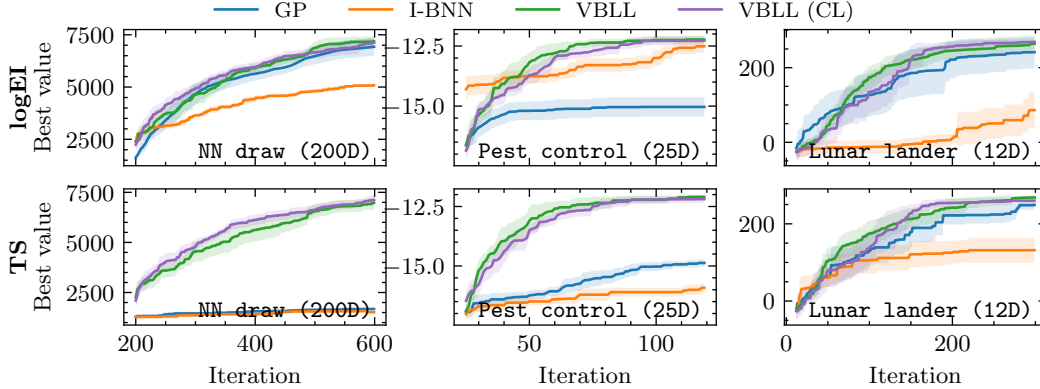 GP I-BNN VBLL VBLL (CL)
logEI
Best value
7500
5000
2500
NN draw (200D)
−12.5
−15.0
Pest control (25D)
200
0
Lunar lander (12D)
TS
Best value
7500
5000
2500
NN draw (200D)
200 400 600
Iteration
−12.5
−15.0
Pest control (25D)
50 100
Iteration
200
0
Lunar lander (12D)
0 200
Iteration